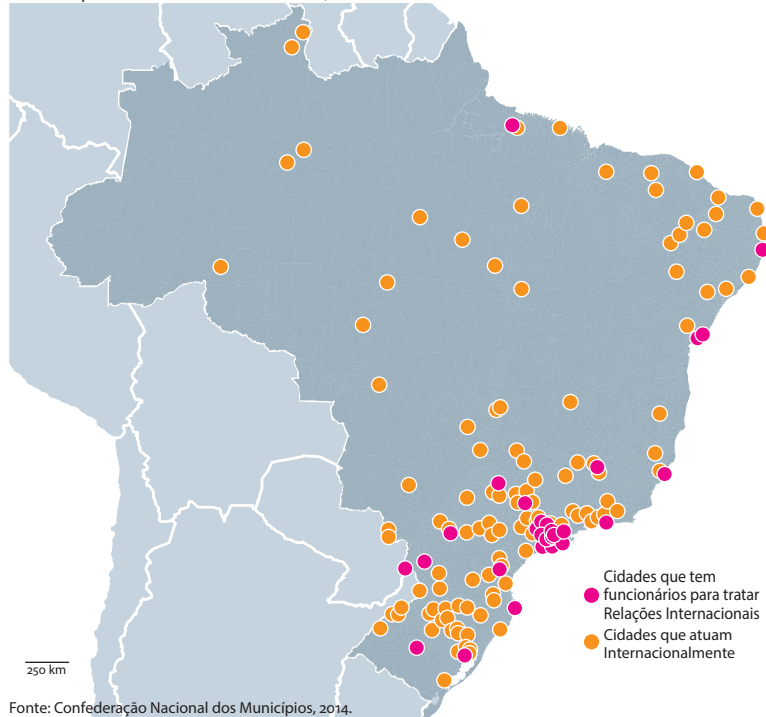 Cidades que tem
funcionários para tratar
Relações Internacionais
Cidades que atuam
Internacionalmente
250 km
Fonte: Confederação Nacional dos Municípios, 2014.